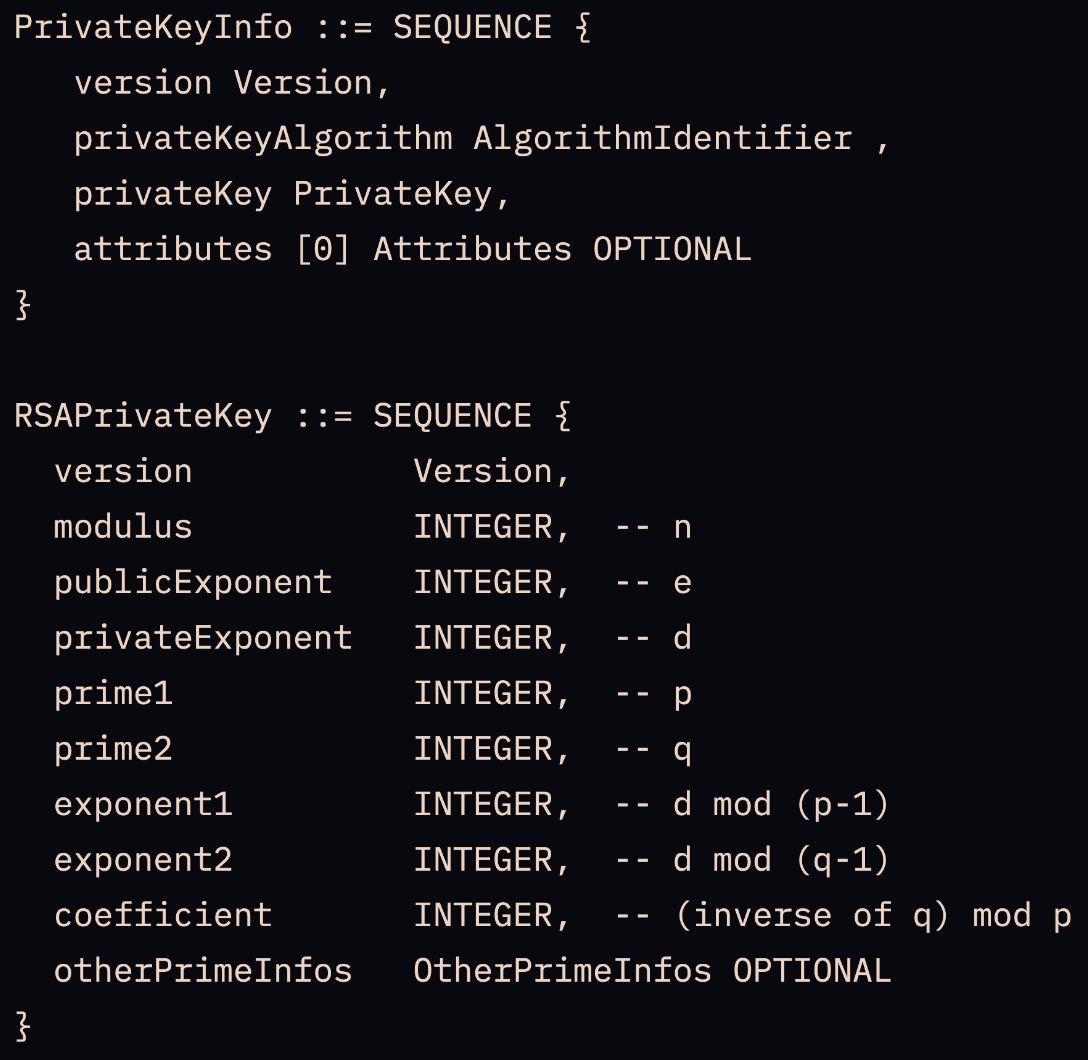 PrivateKeyInfo ::= SEQUENCE {
   version Version,
   privateKeyAlgorithm AlgorithmIdentifier ,
   privateKey PrivateKey,
   attributes [0] Attributes OPTIONAL
}

RSAPrivateKey ::= SEQUENCE {
  version           Version,
  modulus           INTEGER,  -- n
  publicExponent    INTEGER,  -- e
  privateExponent   INTEGER,  -- d
  prime1            INTEGER,  -- p
  prime2            INTEGER,  -- q
  exponent1         INTEGER,  -- d mod (p-1)
  exponent2         INTEGER,  -- d mod (q-1)
  coefficient       INTEGER,  -- (inverse of q) mod p
  otherPrimeInfos   OtherPrimeInfos OPTIONAL
}